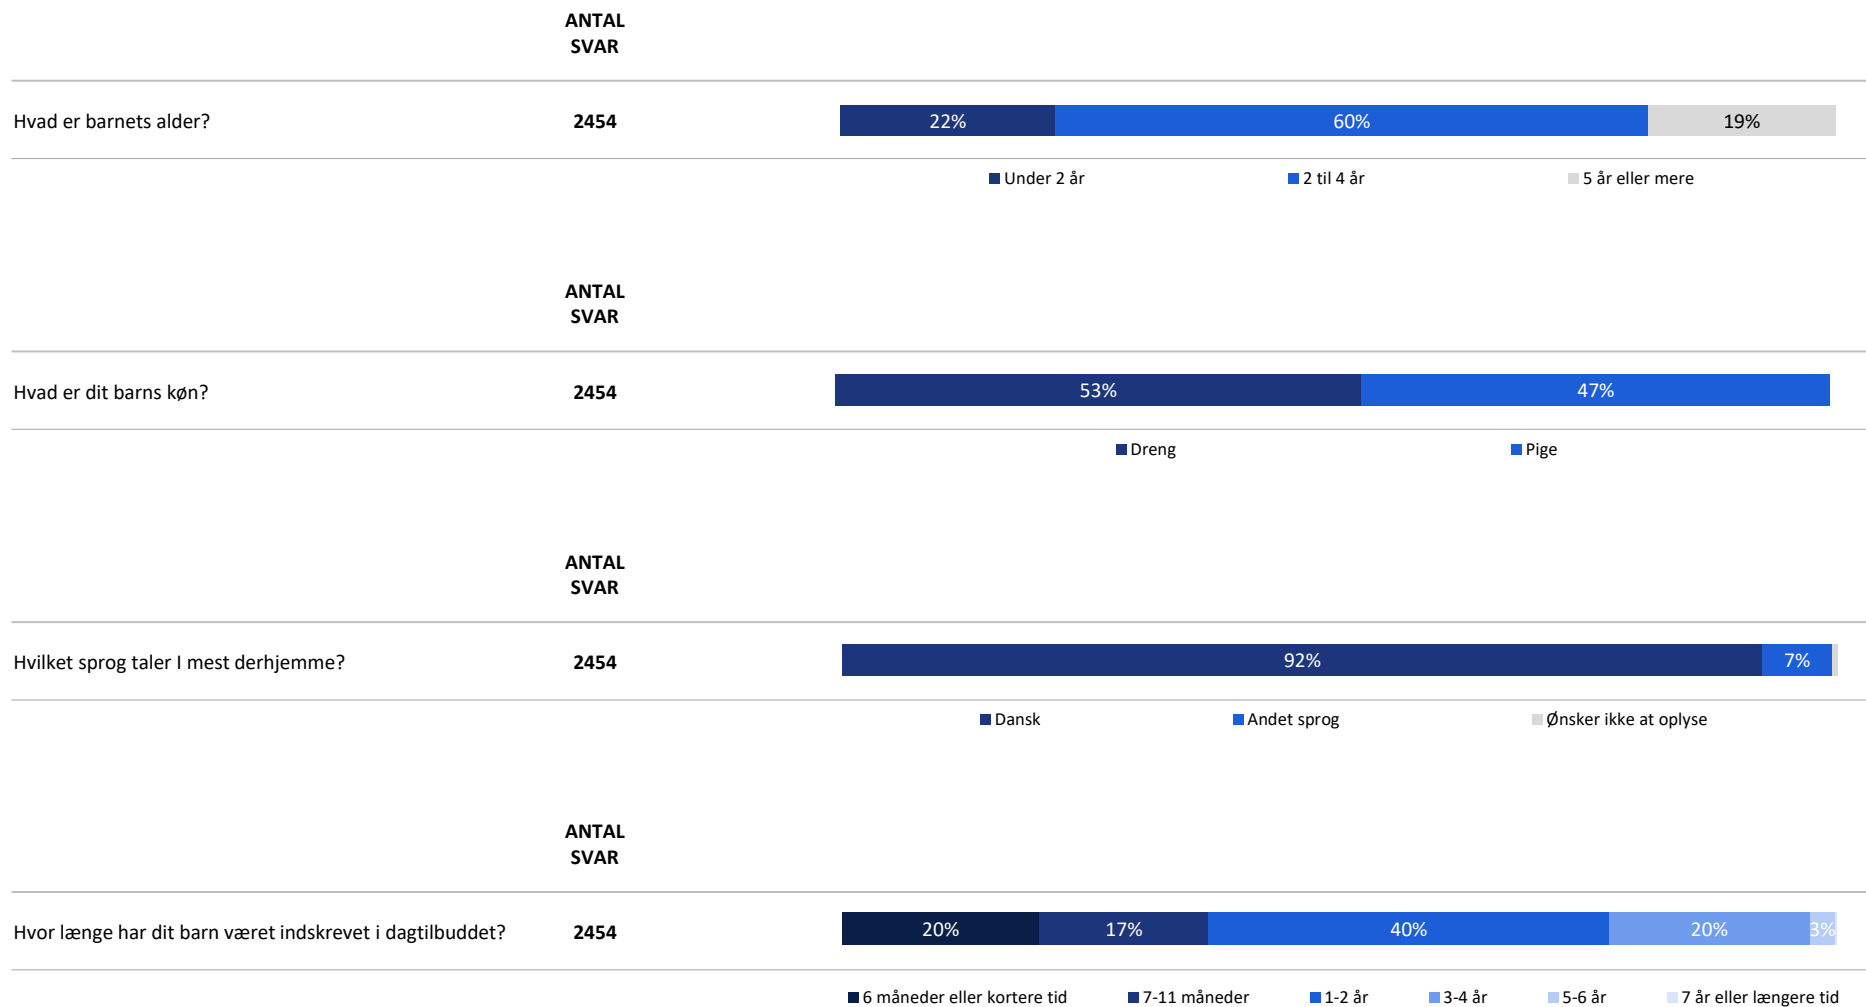 ANTAL
SVAR
Hvad er barnets alder? 2454 22% 60% 19%
Under 2 år 2 til 4 år 5 år eller mere
ANTAL
SVAR
Hvad er dit barns køn? 2454 53% 47%
Dreng Pige
ANTAL
SVAR
Hvilket sprog taler I mest derhjemme? 2454 92% 7%
Dansk Andet sprog Ønsker ikke at oplyse
ANTAL
SVAR
Hvor længe har dit barn været indskrevet i dagtilbuddet? 2454 20% 17% 40% 20% 3%
6 måneder eller kortere tid 7-11 måneder 1-2 år 3-4 år 5-6 år 7 år eller længere tid